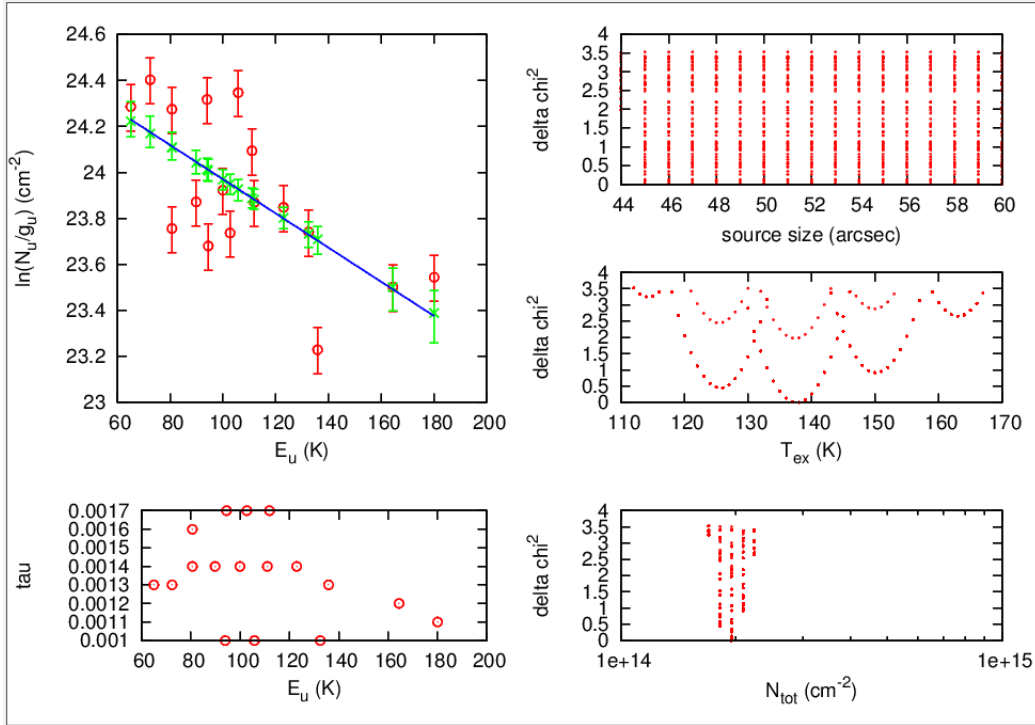 24.6
24.4
24.2
24
23.8
23.6
23.4
23.2
23
ln(N_u/g_u) (cm^-2)
60 80 100 120 140 160 180 200
E_u (K)
4
3.5
3
2.5
2
1.5
1
0.5
0
delta chi^2
44 46 48 50 52 54 56 58 60
source size (arcsec)
4
3.5
3
2.5
2
1.5
1
0.5
0
delta chi^2
110 120 130 140 150 160 170
T_ex (K)
0.0017
0.0016
0.0015
0.0014
0.0013
0.0012
0.0011
0.001
tau
60 80 100 120 140 160 180 200
E_u (K)
4
3.5
3
2.5
2
1.5
1
0.5
0
delta chi^2
1e+14 1e+15
N_tot (cm^-2)